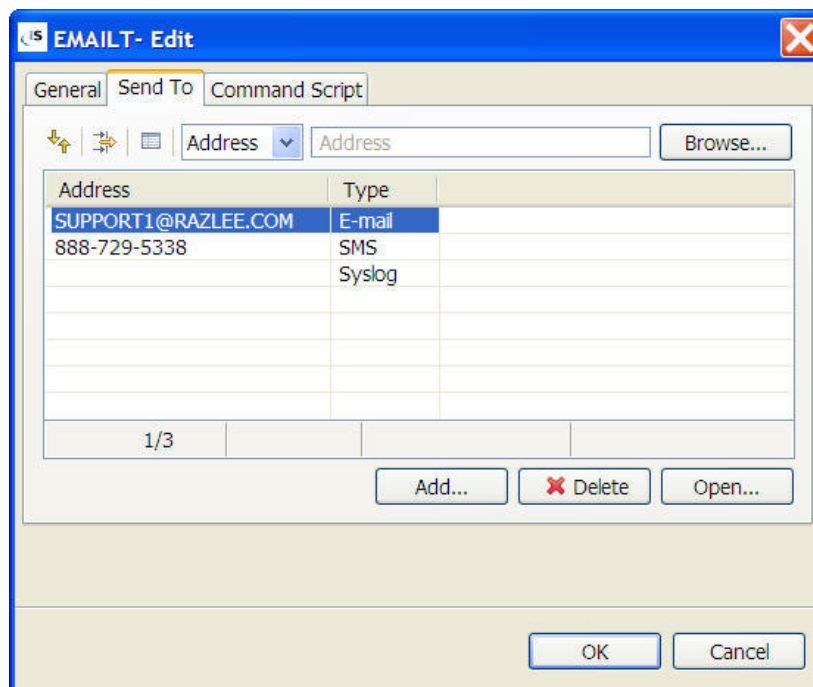 iS EMAILT- Edit
General Send To Command Script
Address Address Browse...
Address Type
SUPPORT1@RAZLEE.COM E-mail
888-729-5338 SMS
Syslog
1/3
Add... Delete Open...
OK Cancel